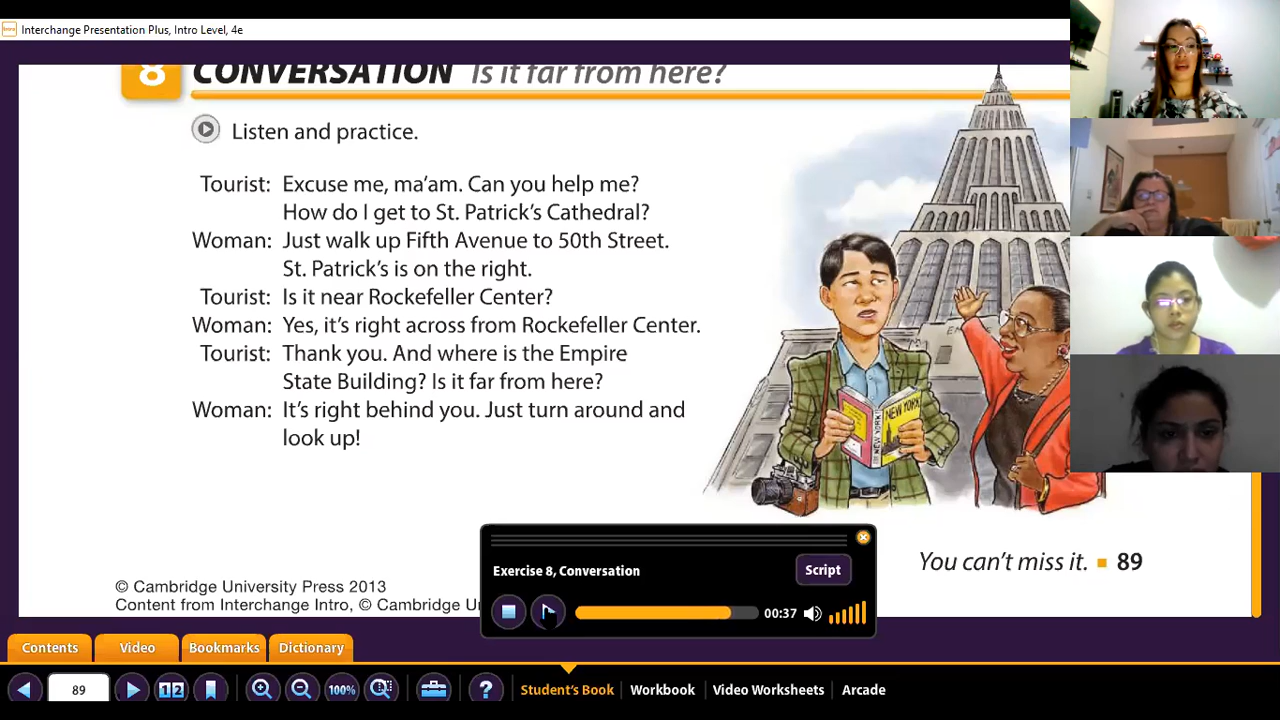 Interchange Presentation Plus, Intro Level, 4e
8 CONVERSATION Is it far from here?
Listen and practice.
Tourist: Excuse me, ma'am. Can you help me?
How do I get to St. Patrick's Cathedral?
Woman: Just walk up Fifth Avenue to 50th Street.
St. Patrick's is on the right.
Tourist: Is it near Rockefeller Center?
Woman: Yes, it's right across from Rockefeller Center.
Tourist: Thank you. And where is the Empire
State Building? Is it far from here?
Woman: It's right behind you. Just turn around and
look up!
NEW YORK
NEW YORK
Exercise 8, Conversation
Script
00:37
You can't miit. ■ 89
© Cambridge University Press 2013
Content from Interchange Intro, © Cambridge U
Contents Video Bookmarks Dictionary
89
12
100%
?
Student's Book Workbook Video Worksheets Arcade